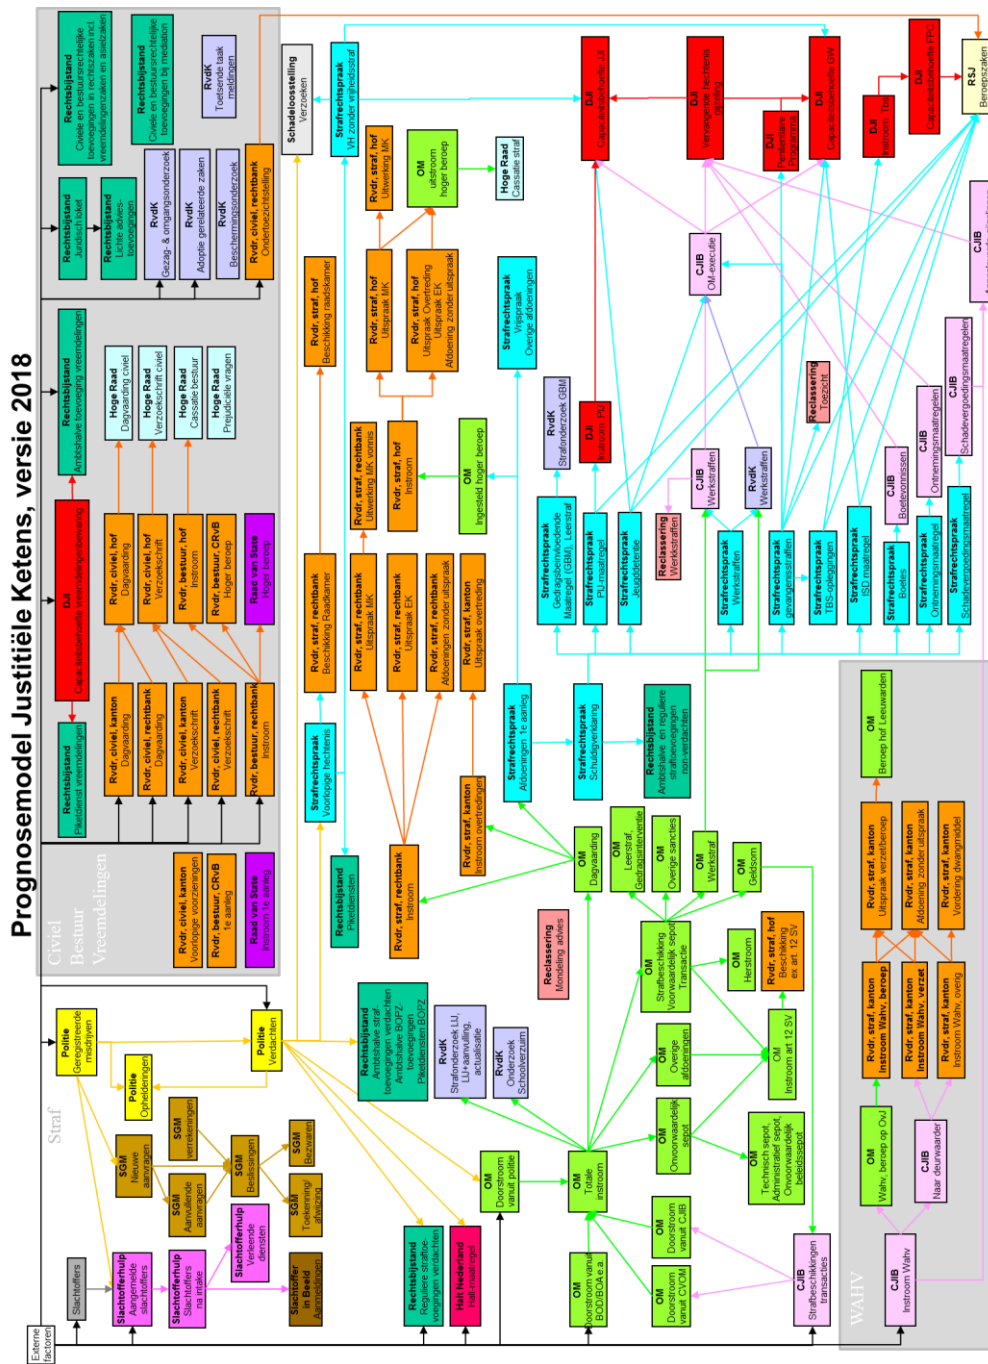 Prognosemodel Justitiële Ketens, versie 2018
Externe
factoren
Straf
Slachtoffers
Slachtofferhulp
Aangemelde
slachtoffers
Slachtofferhulp
Slachtoffers
na intake
Slachtofferhulp
Verleende
diensten
Slachtoffer
in Beeld
Aanmeldingen
Politie
Geregistreerde
misdrijven
Politie
Ophelderingen
Politie
Verdachten
SGM
Nieuwe
aanvragen
SGM
Aanvullende
aanvragen
SGM
verrekeningen
SGM
Beslissingen
SGM
Toekenning/
afwijzing
SGM
Bezwaren
Rechtsbijstand
Reguliere straftoe-
voegingen verdachten
Halt Nederland
Halt-maatregel
Rechtsbijstand
Ambtshalve straf-
toevoegingen verdachten
Ambtshalve BOPZ-
toevoegingen
Piketdiensten BOPZ
RvdK
Strafonderzoek LU,
LU+aanvulling,
actualisatie
RvdK
Onderzoek
Schoolverzuim
OM
Doorstroom
vanuit politie
OM
Doorstroom vanuit
BOD/BOA e.a.
OM
Totale
instroom
OM
Doorstroom
vanuit CVOM
OM
Doorstroom
vanuit CJIB
CJIB
Strafbeschikkingen
transacties
OM
Onvoorwaardelijk
sepot
OM
Technisch sepot,
Administratief sepot,
Onvoorwaardelijk
beleidssepot
OM
Overige
afdoeningen
OM
Instroom art 12 SV
Rvdr, straf, hof
Beschikking
ex art. 12 SV
OM
Herstroom
OM
Strafbeschikking
Voorwaardelijk sepot
Transactie
Reclassering
Mondeling advies
OM
Dagvaarding
OM
Leerstraf,
Gedragsinterventie
OM
Overige sancties
OM
Werkstraf
OM
Geldsom
Civiel
Bestuur
Vreemdelingen
Rvdr, civiel, kanton
Voorlopige voorzieningen
Rvdr, bestuur, CRvB
1e aanleg
Raad van State
Instroom 1e aanleg
Rechtsbijstand
Piketdienst vreemdelingen
DJI
Capaciteitsbehoefte vreemdelingenbewaring
Rechtsbijstand
Ambtshalve toevoeging vreemdelingen
Rvdr, civiel, kanton
Dagvaarding
Rvdr, civiel, rechtbank
Dagvaarding
Rvdr, civiel, kanton
Verzoekschrift
Rvdr, civiel, rechtbank
Verzoekschrift
Rvdr, bestuur, rechtbank
Instroom
Rvdr, civiel, hof
Dagvaarding
Rvdr, civiel, hof
Verzoekschrift
Rvdr, bestuur, hof
Instroom
Rvdr, bestuur, CRvB
Hoger beroep
Raad van State
Hoger beroep
Hoge Raad
Dagvaarding civiel
Hoge Raad
Verzoekschrift civiel
Hoge Raad
Cassatie bestuur
Hoge Raad
Prejudiciële vragen
Rechtsbijstand
Juridisch loket
Rechtsbijstand
Lichte advies-
toevoegingen
Rechtsbijstand
Civiele en bestuursrechtelijke
toevoegingen in rechtszaken incl.
vreemdelingenzaken en asielzaken
Rechtsbijstand
Civiele en bestuursrechtelijke
toevoegingen bij mediation
RvdK
Gezag- & omgangsonderzoek
RvdK
Adoptie gerelateerde zaken
RvdK
Beschermingsonderzoek
RvdK
Toetsende taak
meldingen
Rvdr, civiel, rechtbank
Ondertoezichtstelling
Schadeloosstelling
Verzoeken
Rechtsbijstand
Piketdiensten
Strafrechtspraak
Voorlopige hechtenis
Rvdr, straf, rechtbank
Beschikking Raadkamer
Rvdr, straf, hof
Beschikking raadskamer
Strafrechtspraak
VH zonder vrijheidsstraf
Rvdr, straf, rechtbank
Instroom
Rvdr, straf, rechtbank
Uitspraak MK
Rvdr, straf, rechtbank
Uitspraak EK
Rvdr, straf, rechtbank
Afdoeningen zonder uitspraak
Rvdr, straf, kanton
Instroom overtredingen
Rvdr, straf, kanton
Uitspraak overtreding
Rvdr, straf, rechtbank
Uitwerking MK vonnis
Rvdr, straf, hof
Instroom
OM
Ingesteld hoger beroep
Rvdr, straf, hof
Uitspraak MK
Rvdr, straf, hof
Uitspraak Overtreding
Uitspraak EK
Afdoening zonder uitspraak
Rvdr, straf, hof
Uitwerking MK
OM
uitstroom
hoger beroep
Hoge Raad
Cassatie straf
Strafrechtspraak
Afdoeningen 1e aanleg
Strafrechtspraak
Schuldigverklaring
Rechtsbijstand
Ambtshalve en reguliere
straftoevoegingen
non-verdachten
Strafrechtspraak
Vrijspraak
Overige afdoeningen
Strafrechtspraak
Gedragsbeïnvloedende
Maatregel (GBM), Leerstraf
RvdK
Strafonderzoek GBM
Strafrechtspraak
PIJ-maatregel
DJI
Instroom PIJ
Strafrechtspraak
Jeugddetentie
Reclassering
Werkstraffen
CJIB
Werkstraffen
Strafrechtspraak
Werkstraffen
RvdK
Werkstraffen
CJIB
OM-executie
Strafrechtspraak
gevangenisstraffen
Strafrechtspraak
TBS-opleggingen
Reclassering
Toezicht
Strafrechtspraak
ISD maatregel
Strafrechtspraak
Boetes
CJIB
Boetevonnissen
Strafrechtspraak
Ontnemingsmaatregel
CJIB
Ontnemingsmaatregelen
Strafrechtspraak
Schadevergoedingsmaatregel
CJIB
Schadevergoedingsmaatregelen
CJIB
DJI
Capaciteitsbehoefte JJI
DJI
Vervangende hechtenis
gijzeling
DJI
Penitentiaire
Programma
DJI
Capaciteitsbehoefte GW
DJI
Instroom Tbs
DJI
Capaciteitsbehoefte FPC
RSJ
Beroepszaken
WAHV
CJIB
Instroom Wahv
OM
Wahv, beroep op OvJ
CJIB
Naar deurwaarder
Rvdr, straf, kanton
Instroom Wahv, beroep
Rvdr, straf, kanton
Instroom Wahv, verzet
Rvdr, straf, kanton
Instroom Wahv, overig
Rvdr, straf, kanton
Uitspraak verzet/beroep
Rvdr, straf, kanton
Afdoening zonder uitspraak
Rvdr, straf, kanton
Vordering dwangmiddel
OM
Beroep hof Leeuwarden